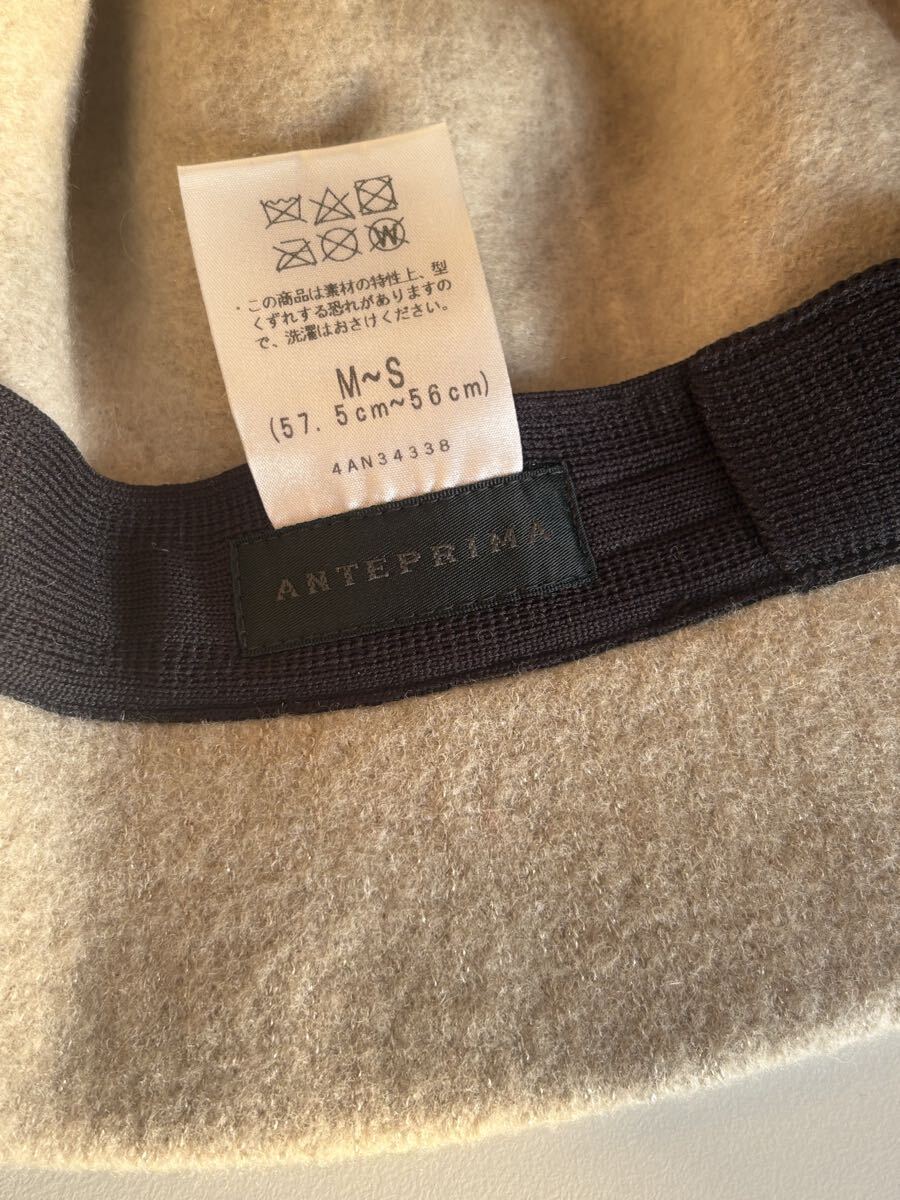 W
・この商品は素材の特性上、型
くずれする恐れがありますの
で、洗濯はおさけください。
M~S
(57.5cm~56cm)
4AN34338
ANTEPRIMA